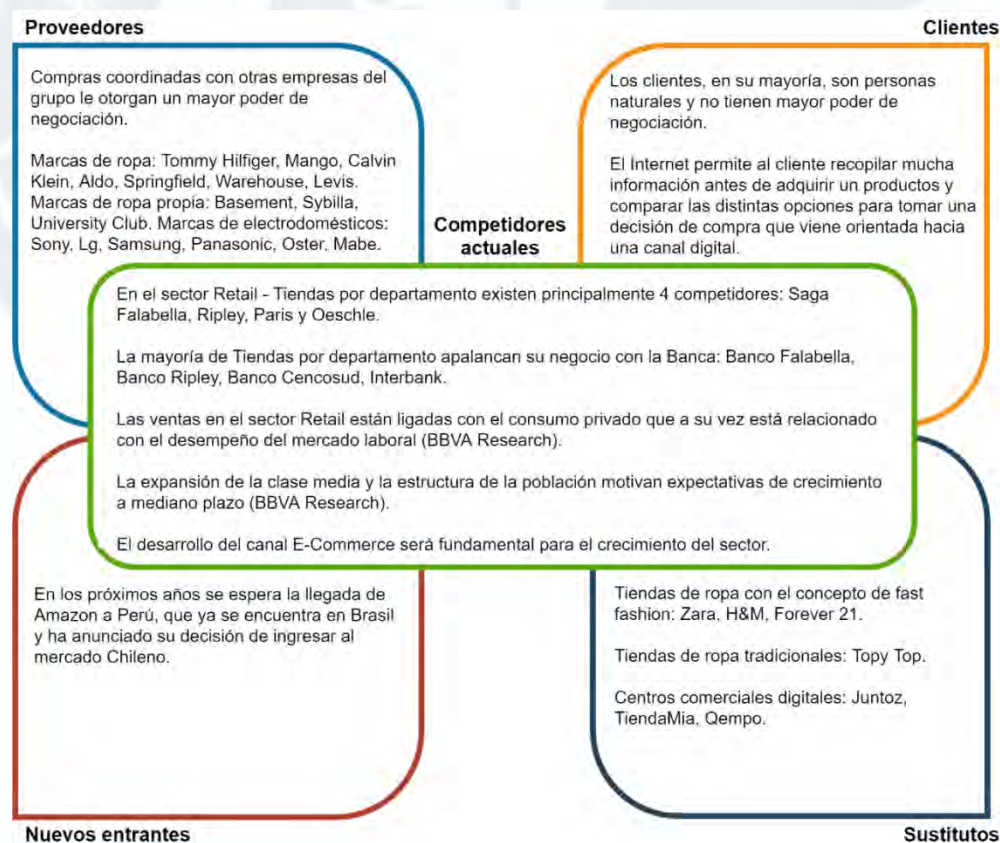 Proveedores
Compras coordinadas con otras empresas del
grupo le otorgan un mayor poder de
negociación.
Marcas de ropa: Tommy Hilfiger, Mango, Calvin
Klein, Aldo, Springfield, Warehouse, Levis.
Marcas de ropa propia: Basement, Sybilla,
University Club. Marcas de electrodomésticos:
Sony, Lg, Samsung, Panasonic, Oster, Mabe.
Clientes
Los clientes, en su mayoría, son personas
naturales y no tienen mayor poder de
negociación.
El Internet permite al cliente recopilar mucha
información antes de adquirir un productos y
comparar las distintas opciones para tomar una
decisión de compra que viene orientada hacia
una canal digital.
Competidores
actuales
En el sector Retail - Tiendas por departamento existen principalmente 4 competidores: Saga
Falabella, Ripley, Paris y Oeschle.
La mayoría de Tiendas por departamento apalancan su negocio con la Banca: Banco Falabella,
Banco Ripley, Banco Cencosud, Interbank.
Las ventas en el sector Retail están ligadas con el consumo privado que a su vez está relacionado
con el desempeño del mercado laboral (BBVA Research).
La expansión de la clase media y la estructura de la población motivan expectativas de crecimiento
a mediano plazo (BBVA Research).
El desarrollo del canal E-Commerce será fundamental para el crecimiento del sector.
En los próximos años se espera la llegada de
Amazon a Perú, que ya se encuentra en Brasil
y ha anunciado su decisión de ingresar al
mercado Chileno.
Nuevos entrantes
Tiendas de ropa con el concepto de fast
fashion: Zara, H&M, Forever 21.
Tiendas de ropa tradicionales: Topy Top.
Centros comerciales digitales: Juntoz,
TiendaMia, Qempo.
Sustitutos